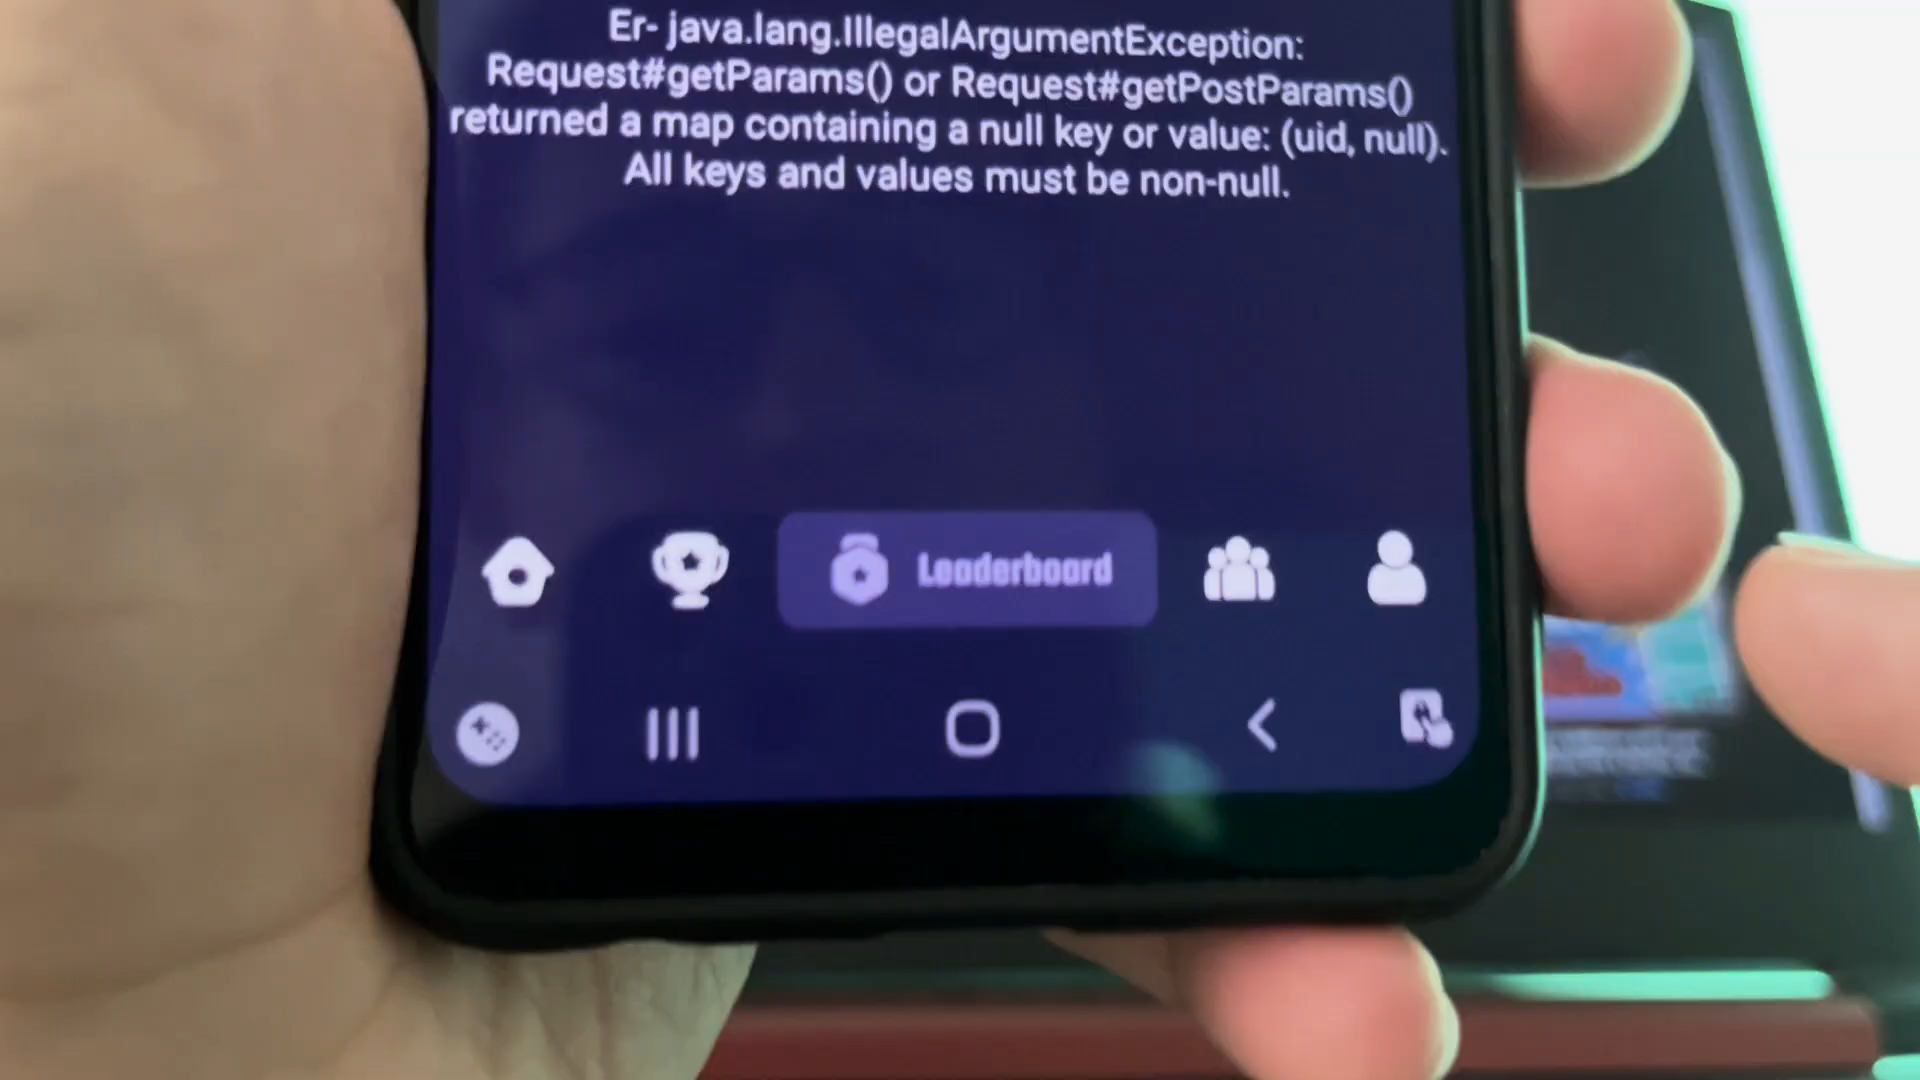 Er- java.lang.IllegalArgumentException:
Request#getParams() or Request#getPostParams()
returned a map containing a null key or value: (uid, null).
All keys and values must be non-null.
Leaderboard